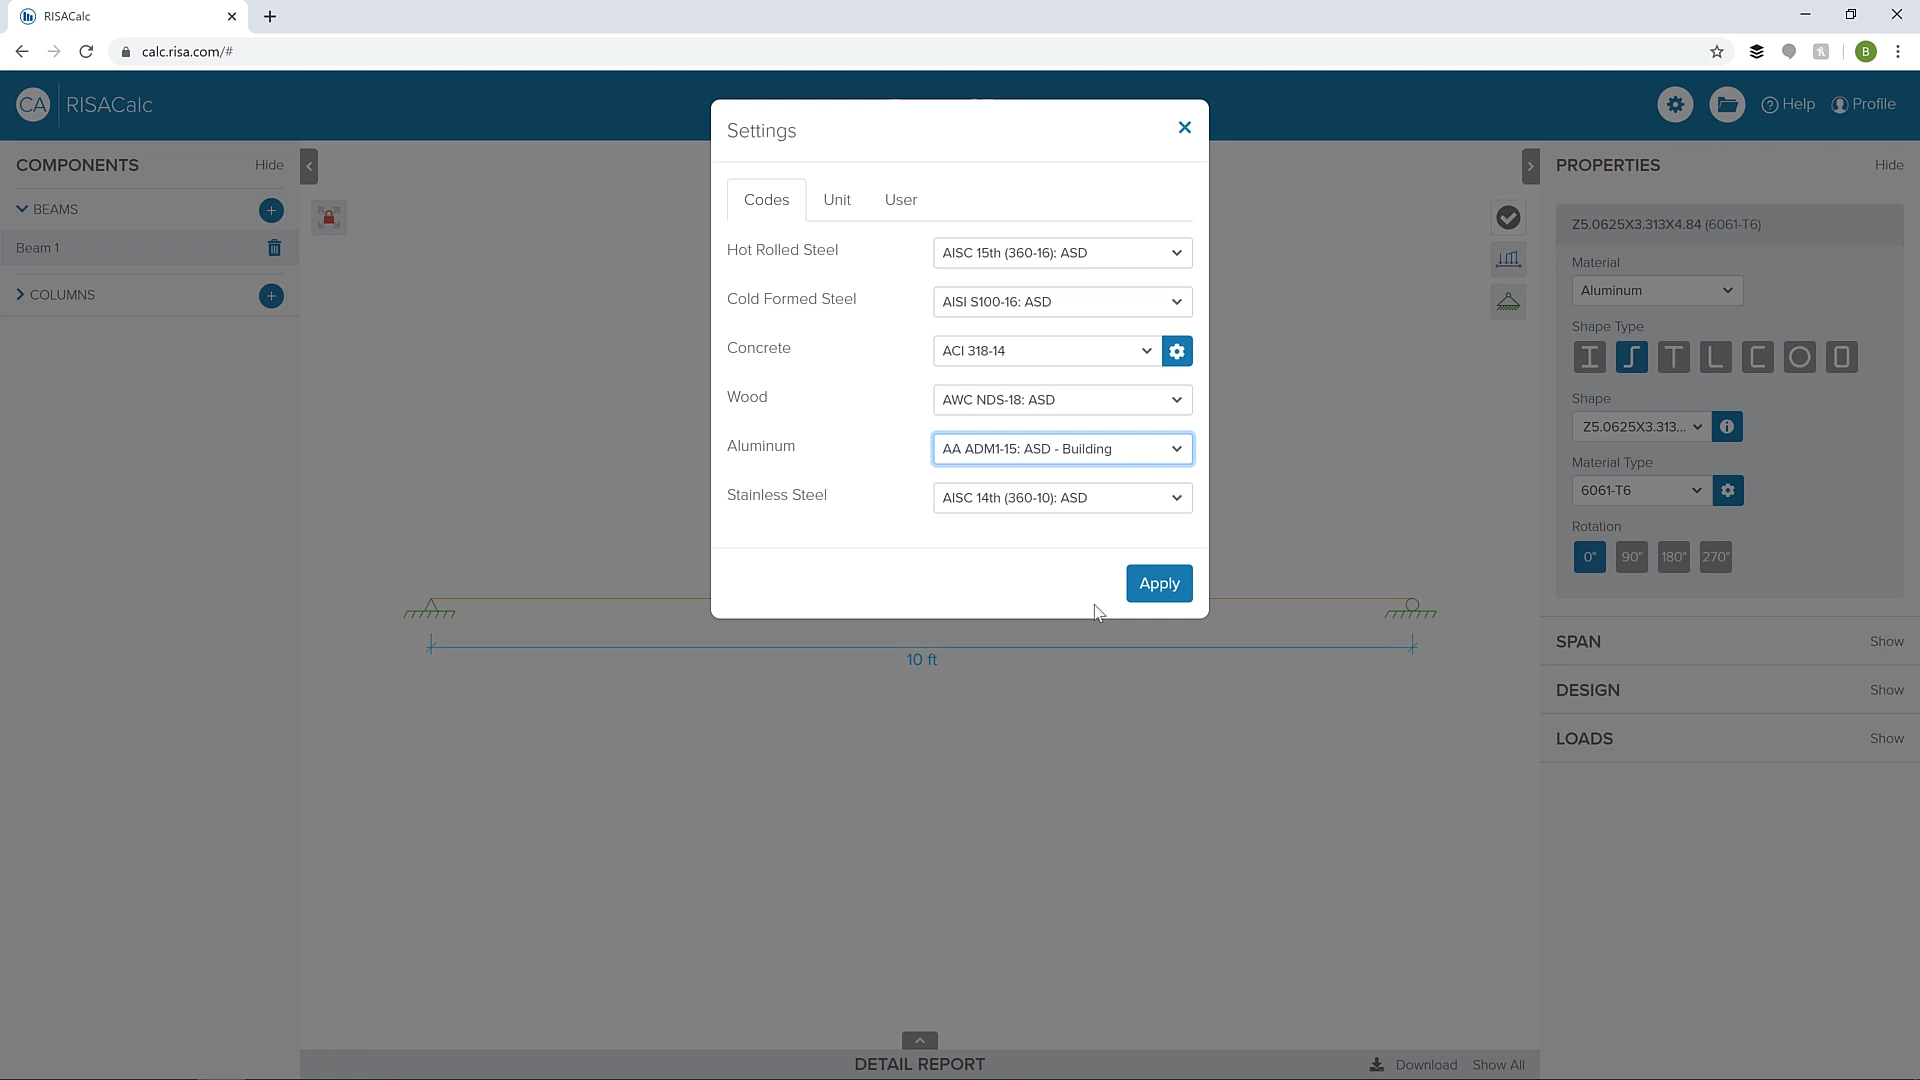 RISACalc
calc.risa.com/#
B
CA RISACalc
Help Profile
COMPONENTS Hide
BEAMS
Beam 1
COLUMNS
Settings
Codes Unit User
Hot Rolled Steel AISC 15th (360-16): ASD
Cold Formed Steel AISI S100-16: ASD
Concrete ACI 318-14
Wood AWC NDS-18: ASD
Aluminum AA ADM1-15: ASD - Building
Stainless Steel AISC 14th (360-10): ASD
Apply
10 ft
PROPERTIES Hide
Z5.0625X3.313X4.84 (6061-T6)
Material
Aluminum
Shape Type
Shape
Z5.0625X3.313...
Material Type
6061-T6
Rotation
0° 90° 180° 270°
SPAN Show
DESIGN Show
LOADS Show
DETAIL REPORT Download Show All